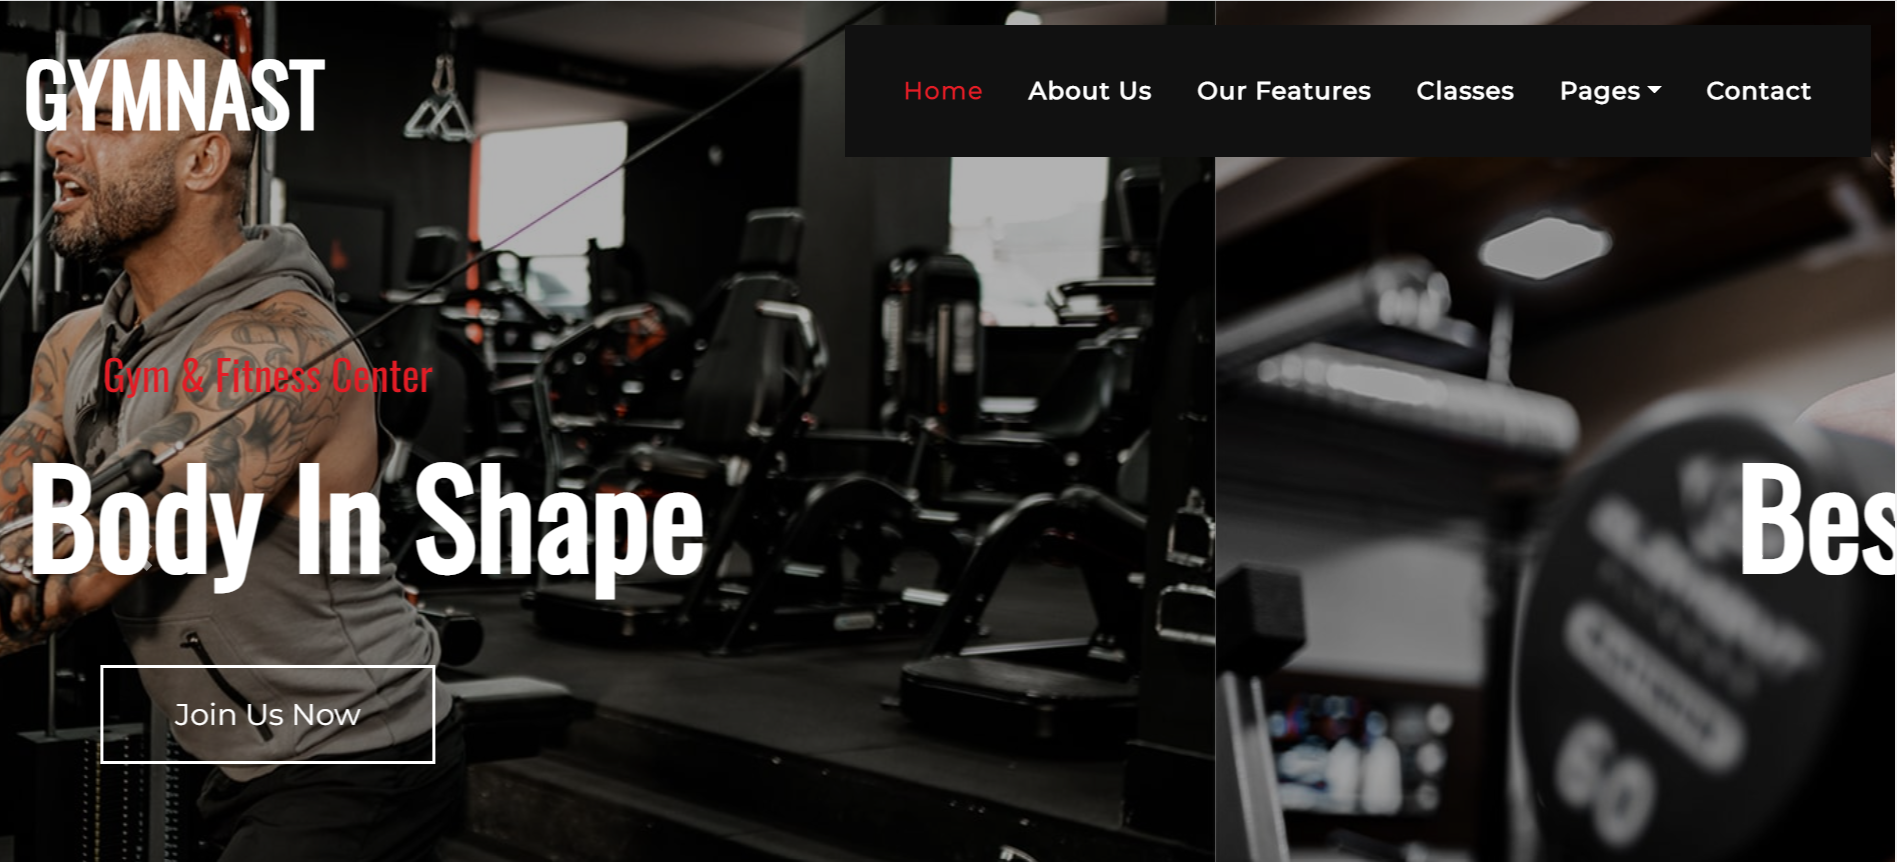 GYMNAST
Home About Us Our Features Classes Pages Contact
Gym & Fitness Center
Body In Shape
Bes
Join Us Now
60